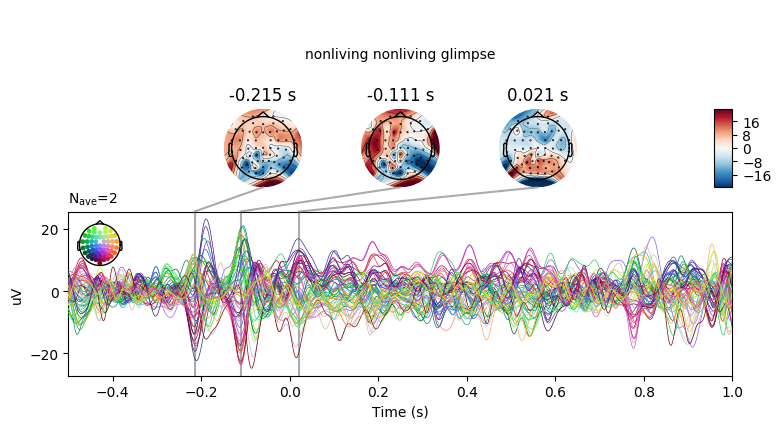 nonliving nonliving glimpse
-0.215 s
-0.111 s
0.021 s
16
8
0
−8
−16
Nave=2
20
0
−20
uV
−0.4
−0.2
0.0
0.2
0.4
0.6
0.8
1.0
Time (s)